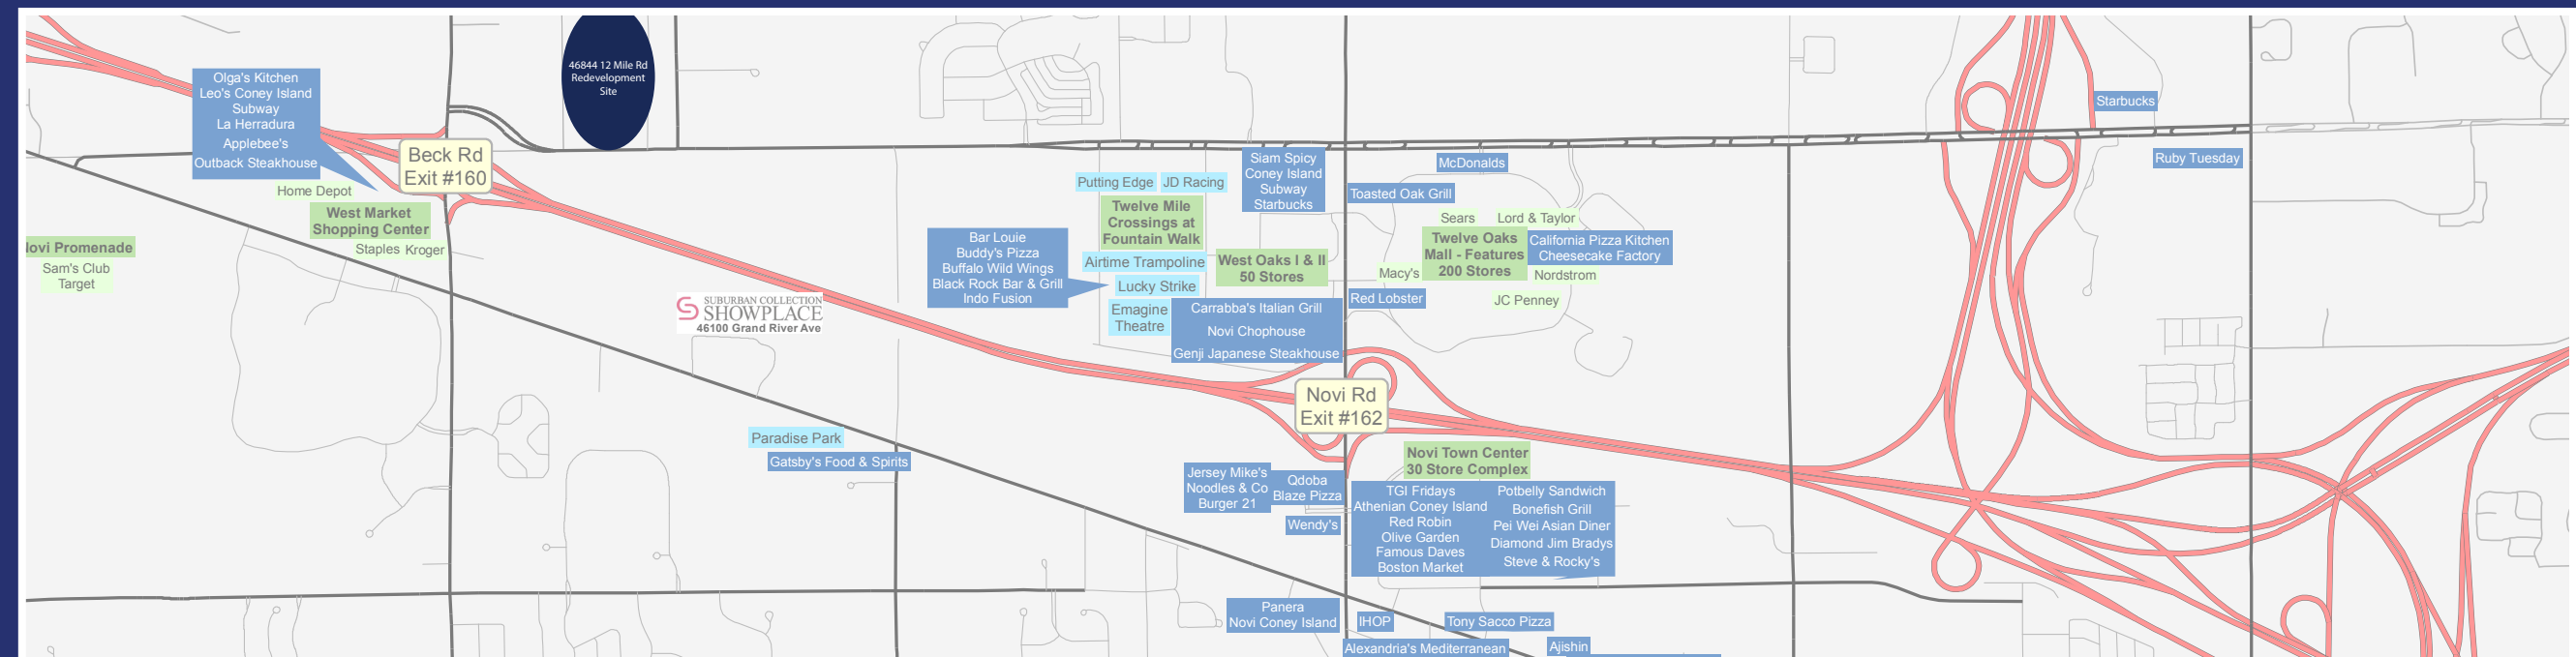 46844 12 Mile Rd
Redevelopment
Site
Olga's Kitchen
Leo's Coney Island
Subway
La Herradura
Applebee's
Outback Steakhouse
Beck Rd
Exit #160
Home Depot
West Market
Shopping Center
Staples Kroger
ovi Promenade
Sam's Club
Target
SUBURBAN COLLECTION
SHOWPLACE
46100 Grand River Ave
Paradise Park
Gatsby's Food & Spirits
Putting Edge
JD Racing
Twelve Mile
Crossings at
Fountain Walk
Airtime Trampoline
Lucky Strike
Emagine
Theatre
Bar Louie
Buddy's Pizza
Buffalo Wild Wings
Black Rock Bar & Grill
Indo Fusion
Siam Spicy
Coney Island
Subway
Starbucks
West Oaks I & II
50 Stores
Carrabba's Italian Grill
Novi Chophouse
Genji Japanese Steakhouse
McDonalds
Toasted Oak Grill
Sears
Lord & Taylor
Twelve Oaks
Mall - Features
200 Stores
California Pizza Kitchen
Cheesecake Factory
Macy's
Nordstrom
Red Lobster
JC Penney
Starbucks
Ruby Tuesday
Novi Rd
Exit #162
Novi Town Center
30 Store Complex
Jersey Mike's
Noodles & Co
Burger 21
Qdoba
Blaze Pizza
Wendy's
TGI Fridays
Athenian Coney Island
Red Robin
Olive Garden
Famous Daves
Boston Market
Potbelly Sandwich
Bonefish Grill
Pei Wei Asian Diner
Diamond Jim Bradys
Steve & Rocky's
Panera
Novi Coney Island
IHOP
Tony Sacco Pizza
Alexandria's Mediterranean
Ajishin